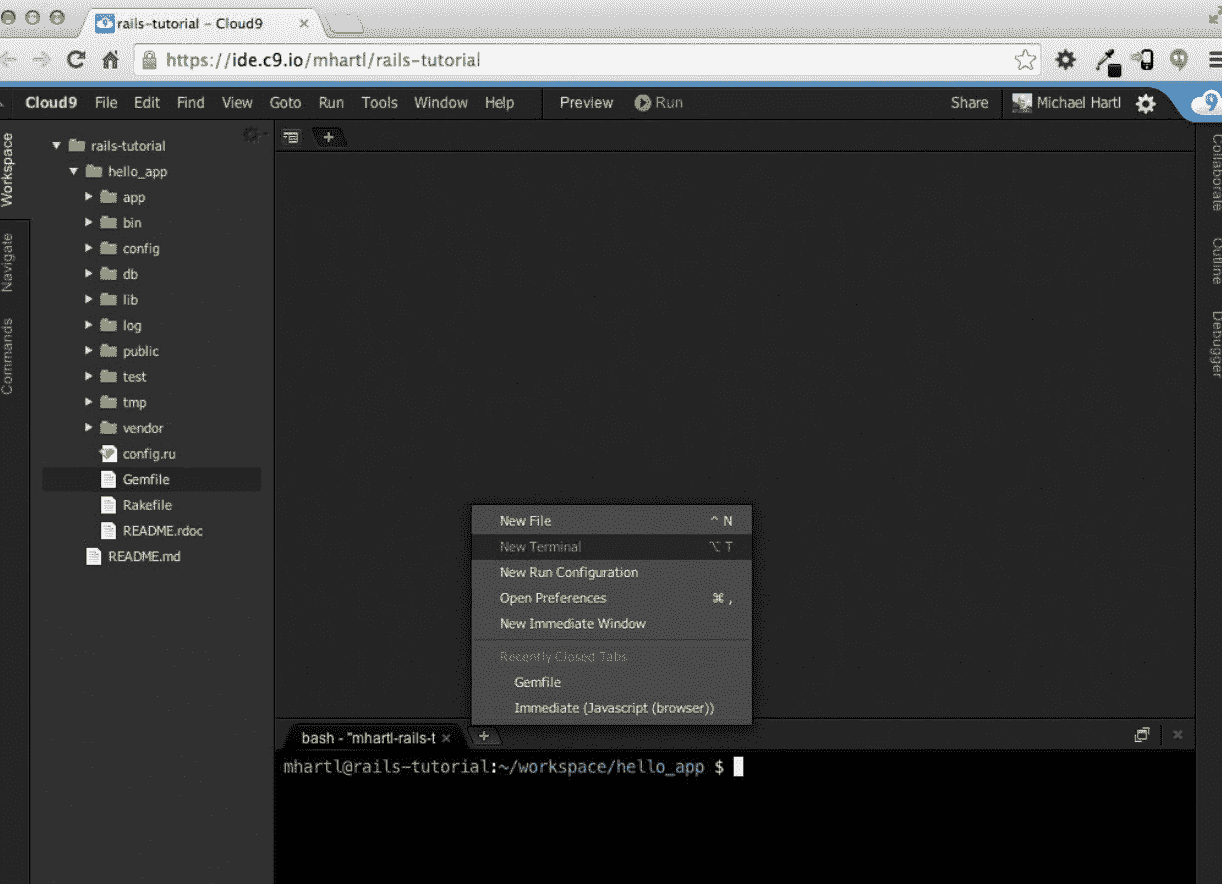 rails-tutorial – Cloud9 ×
https://ide.c9.io/mhartl/rails-tutorial
Cloud9 File Edit Find View Goto Run Tools Window Help Preview Run Share Michael Hartl 9
Workspace
Navigate
Commands
rails-tutorial
hello_app
app
bin
config
db
lib
log
public
test
tmp
vendor
config.ru
Gemfile
Rakefile
README.rdoc
README.md
New File ^ N
New Terminal ⌥ T
New Run Configuration
Open Preferences ⌘ ,
New Immediate Window
Recently Closed Tabs
Gemfile
Immediate (Javascript (browser))
bash - "mhartl-rails-t ×
mhartl@rails-tutorial:~/workspace/hello_app $
Collaborate
Outline
Debugger